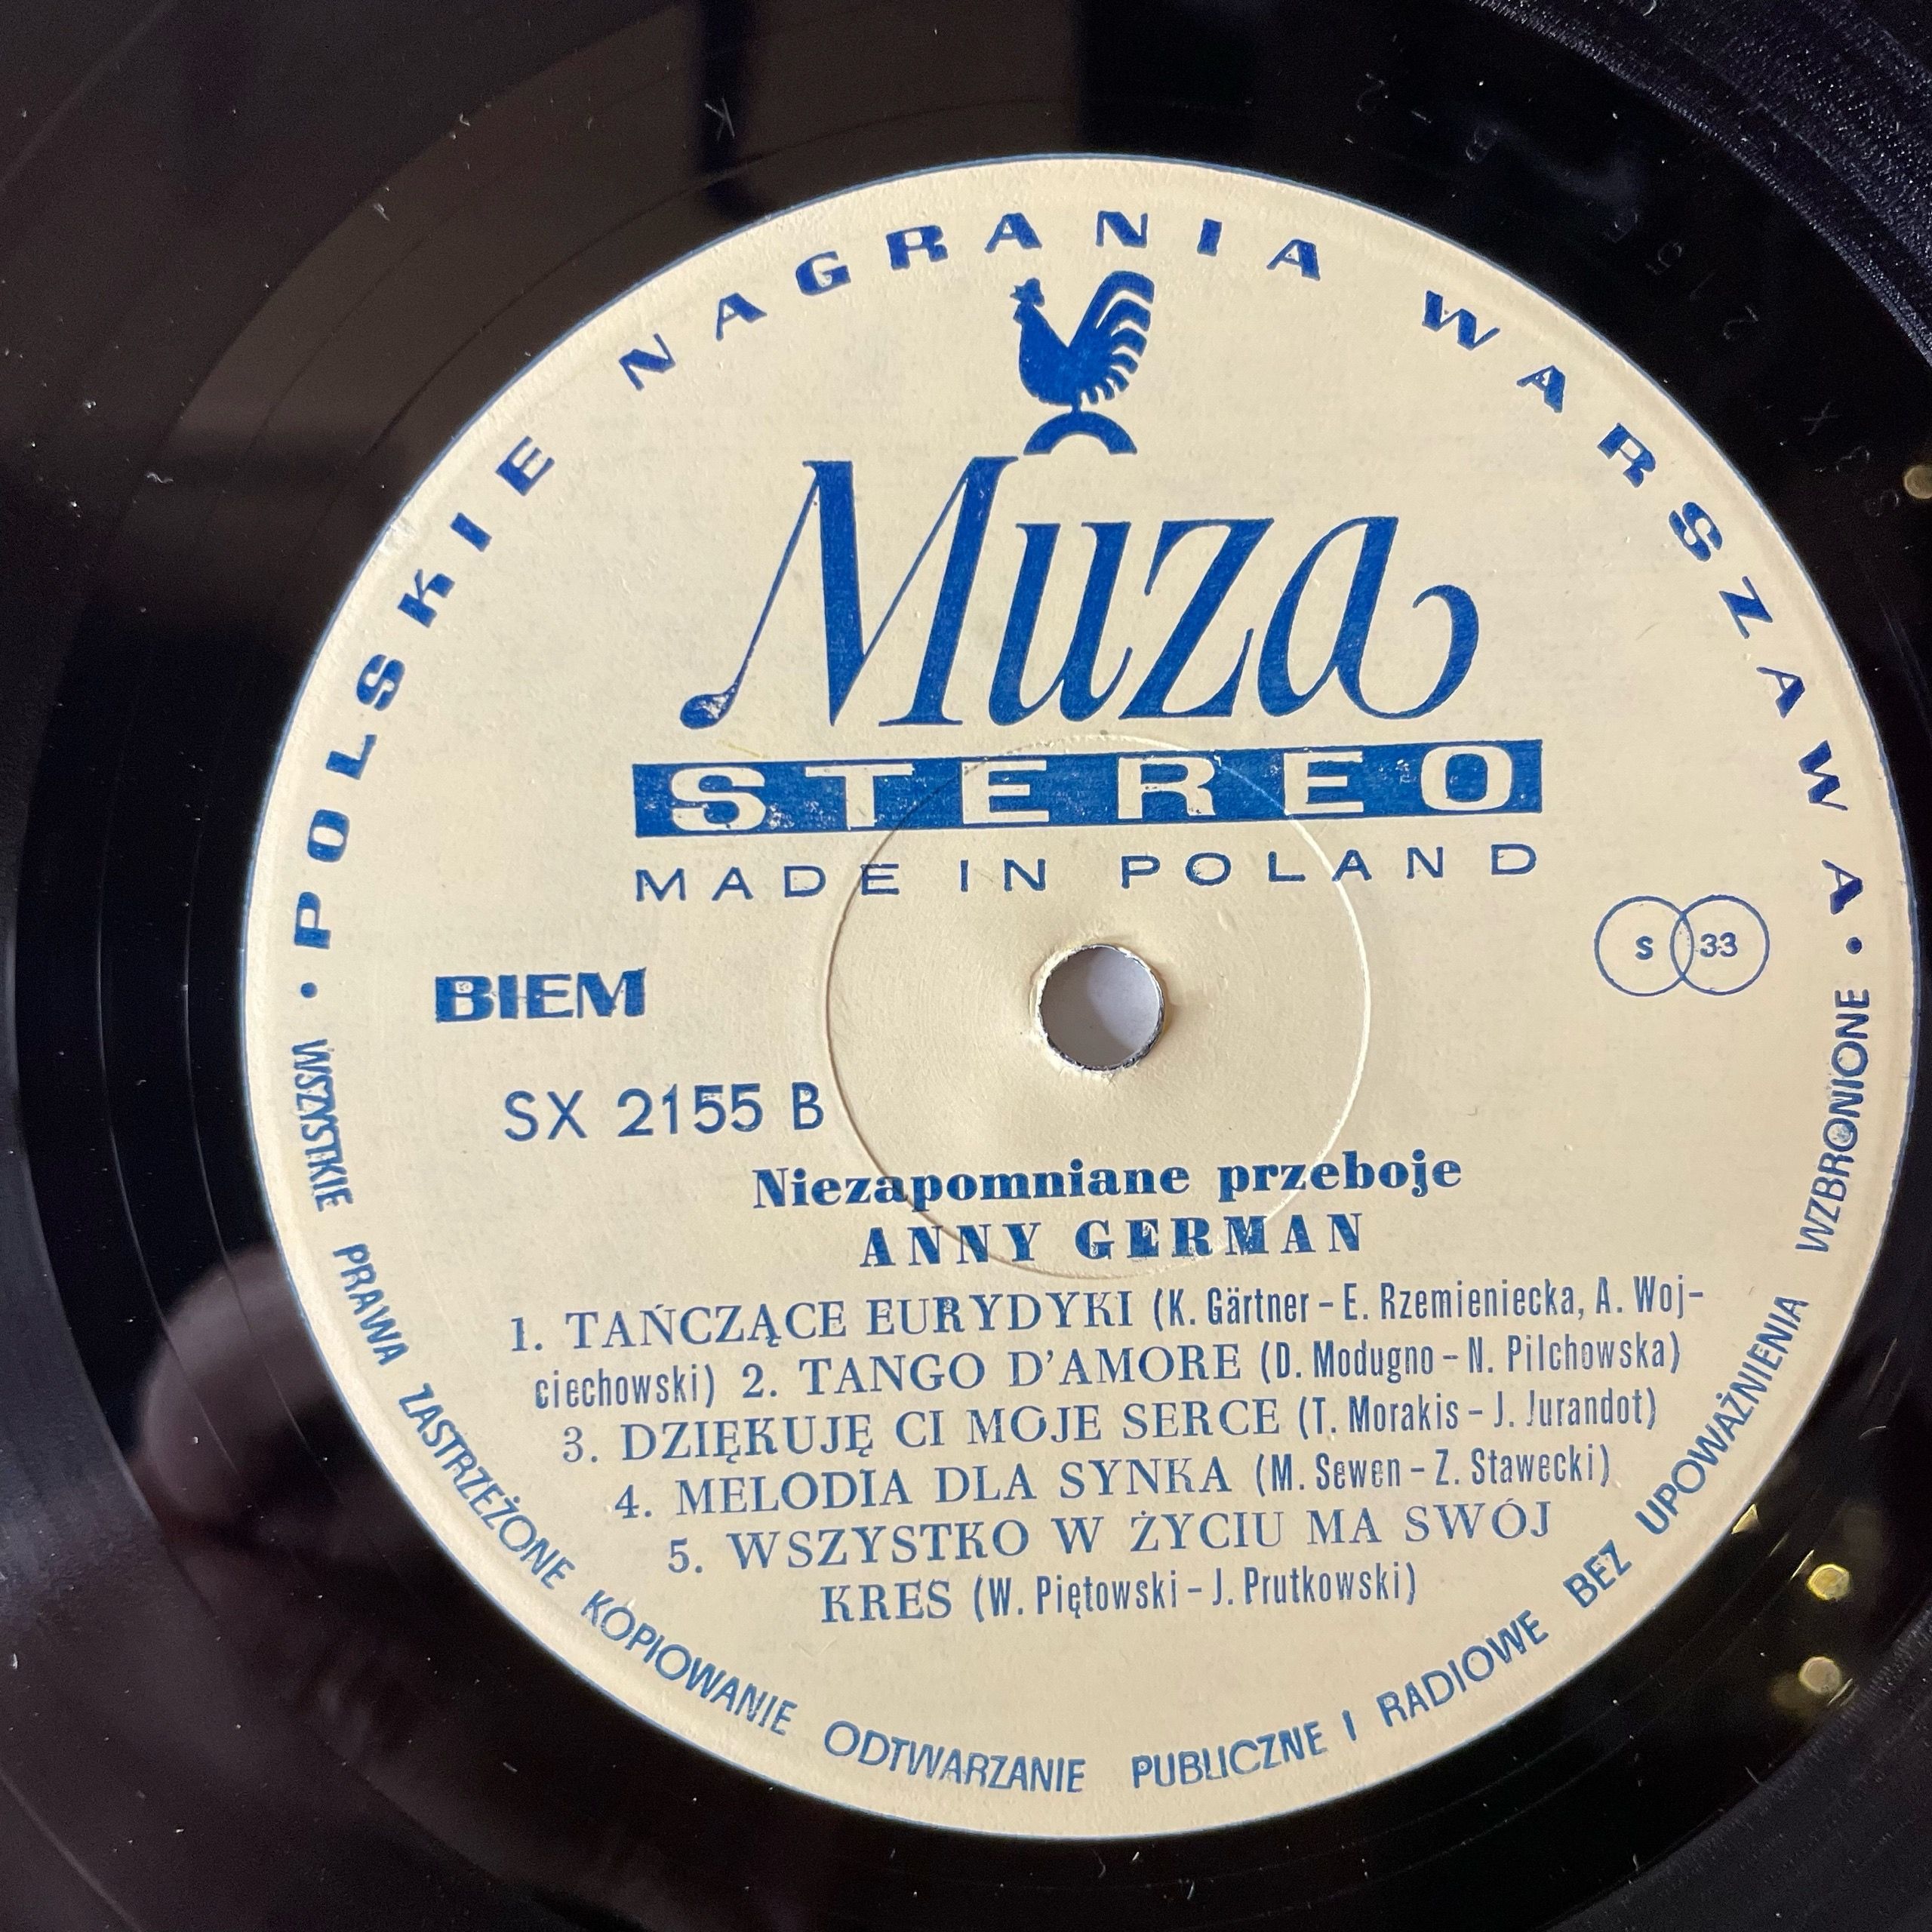 POLSKIE NAGRANIA WARSZAWA
Muza
STEREO
MADE IN POLAND
S 33
BIEM
SX 2155 B
Niezapomniane przeboje
ANNY GERMAN
1. TAŃCZĄCE EURYDYKI (K. Gärtner – E. Rzemieniecka, A. Woj-
ciechowski) 2. TANGO D'AMORE (D. Modugno – N. Pilchowska)
3. DZIĘKUJĘ CI MOJE SERCE (T. Morakis – J. Jurandot)
4. MELODIA DLA SYNKA (M. Sewen – Z. Stawecki)
5. WSZYSTKO W ŻYCIU MA SWÓJ
KRES (W. Piętowski – J. Prutkowski)
• WSZYSTKIE PRAWA ZASTRZEŻONE KOPIOWANIE ODTWARZANIE PUBLICZNE I RADIOWE BEZ UPOWAŻNIENIA WZBRONIONE •